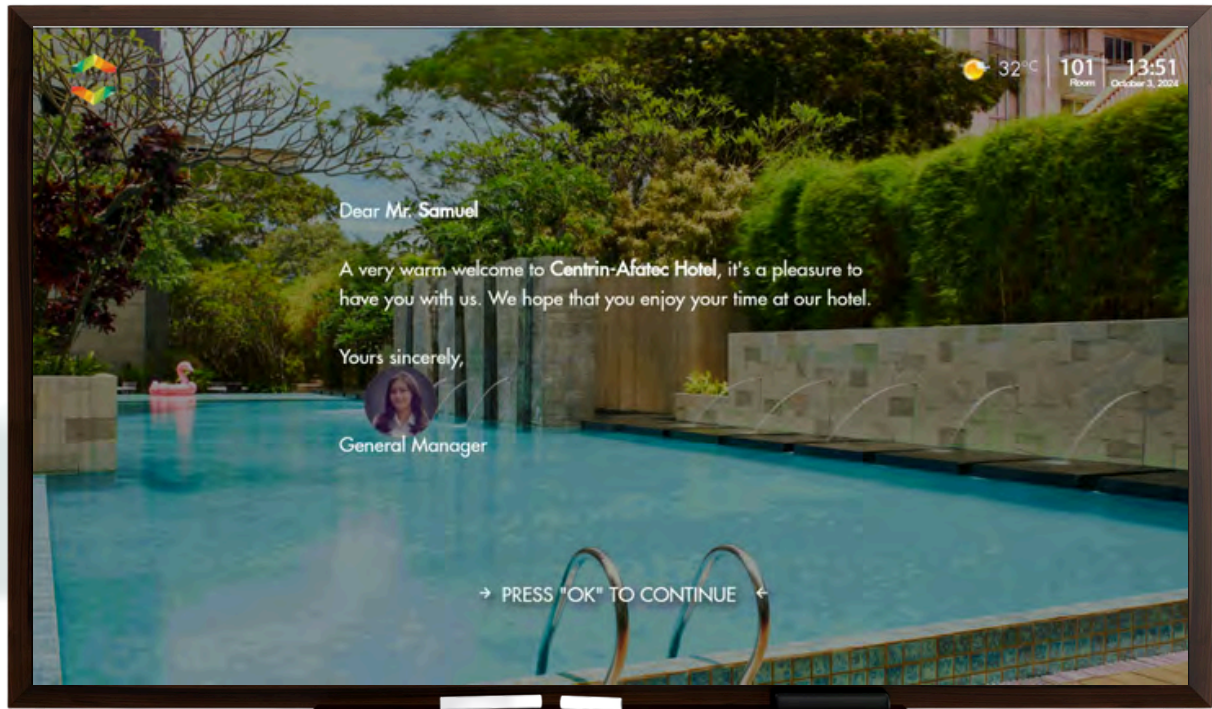 32°C
101
Room
13:51
October 3, 2024
Dear Mr. Samuel
A very warm welcome to Centrin-Afatec Hotel, it's a pleasure to
have you with us. We hope that you enjoy your time at our hotel.
Yours sincerely,
General Manager
→ PRESS "OK" TO CONTINUE ←